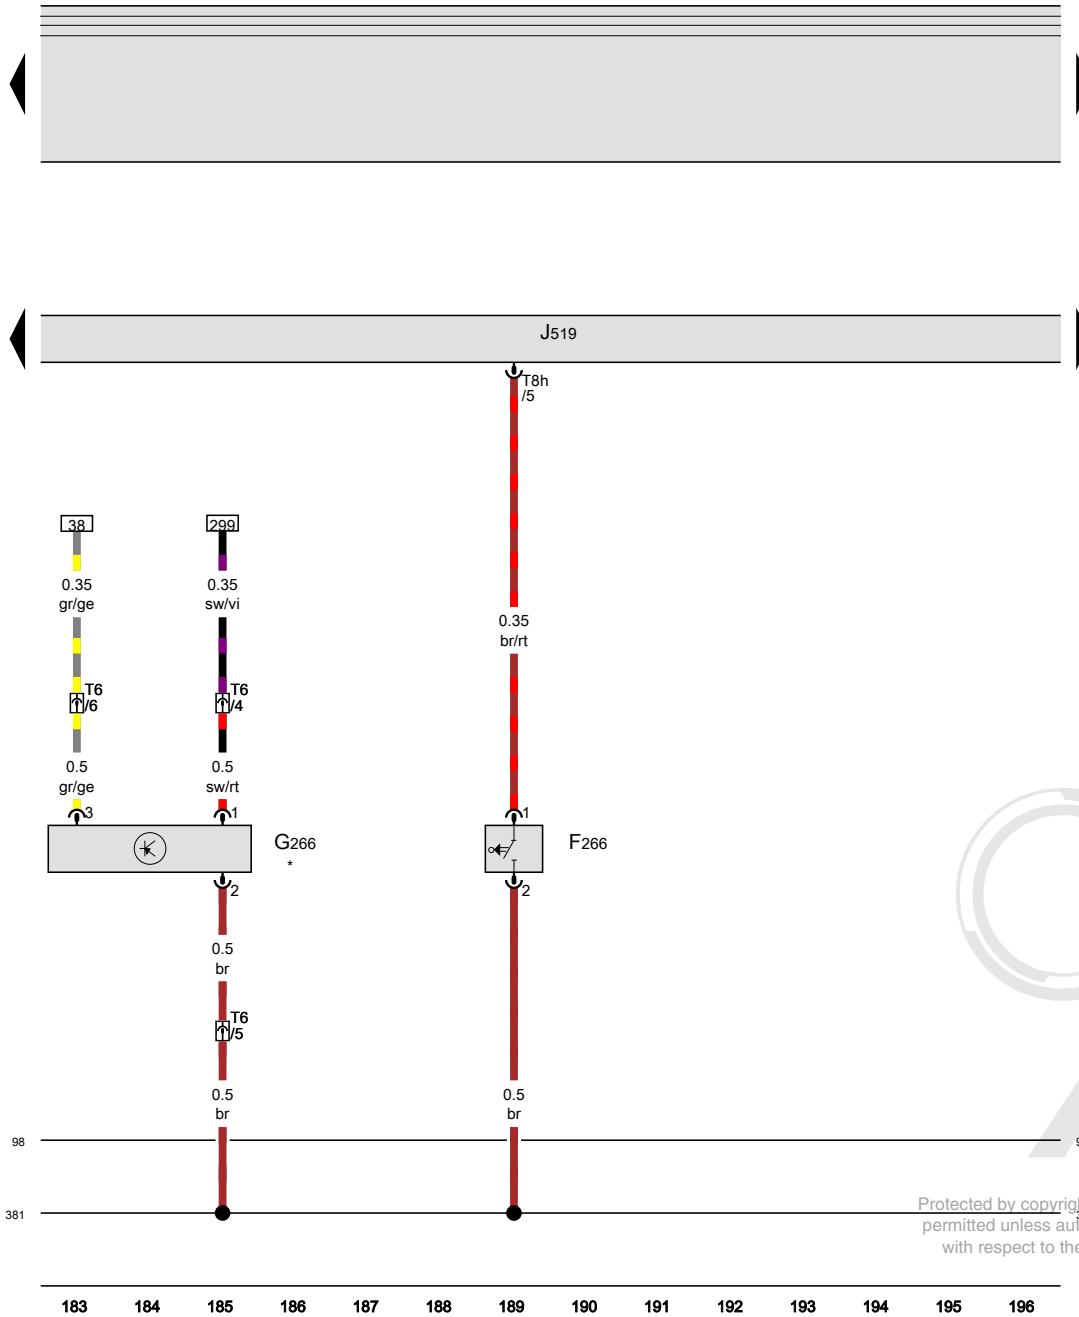 J519
T8h
/5
38
299
0.35
gr/ge
0.35
sw/vi
0.35
br/rt
T6
/6
T6
/4
0.5
gr/ge
0.5
sw/rt
3
1
1
G266
*
F266
2
2
0.5
br
T6
/5
0.5
br
0.5
br
98
381
Protected by
permitted unless
with respect to the
183 184 185 186 187 188 189 190 191 192 193 194 195 196